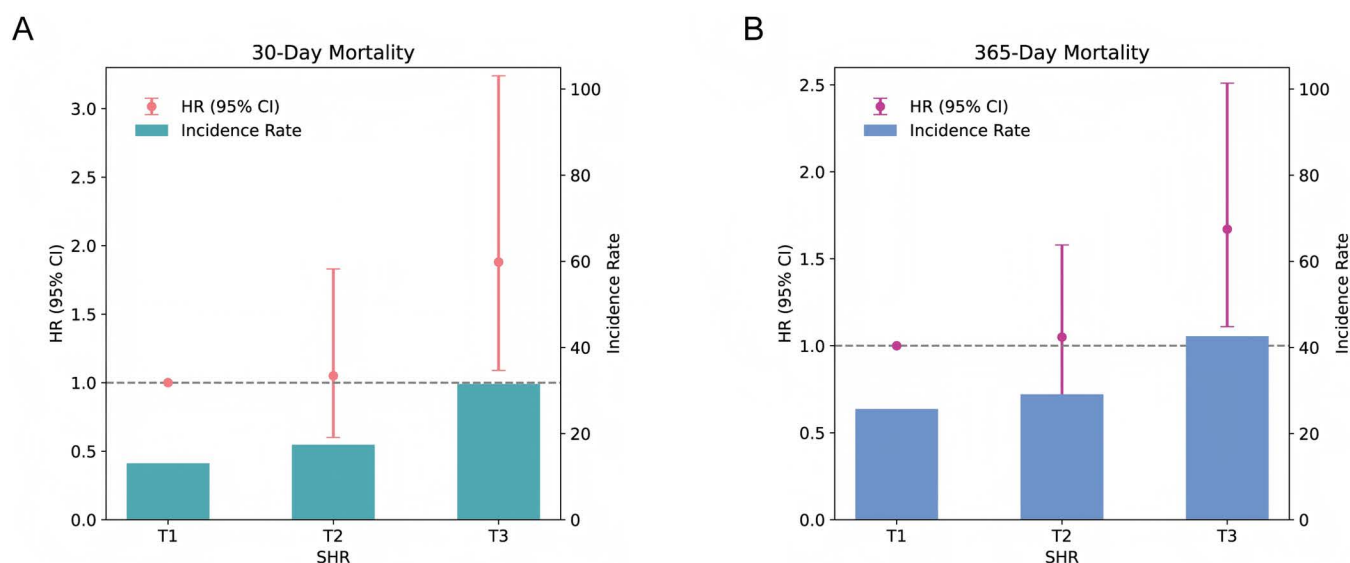 A
30-Day Mortality
HR (95% CI)
Incidence Rate
3.0
2.5
2.0
1.5
1.0
0.5
0.0
HR (95% CI)
100
80
60
40
20
0
Incidence Rate
T1 T2 T3
SHR
B
365-Day Mortality
HR (95% CI)
Incidence Rate
2.5
2.0
1.5
1.0
0.5
0.0
HR (95% CI)
100
80
60
40
20
0
Incidence Rate
T1 T2 T3
SHR